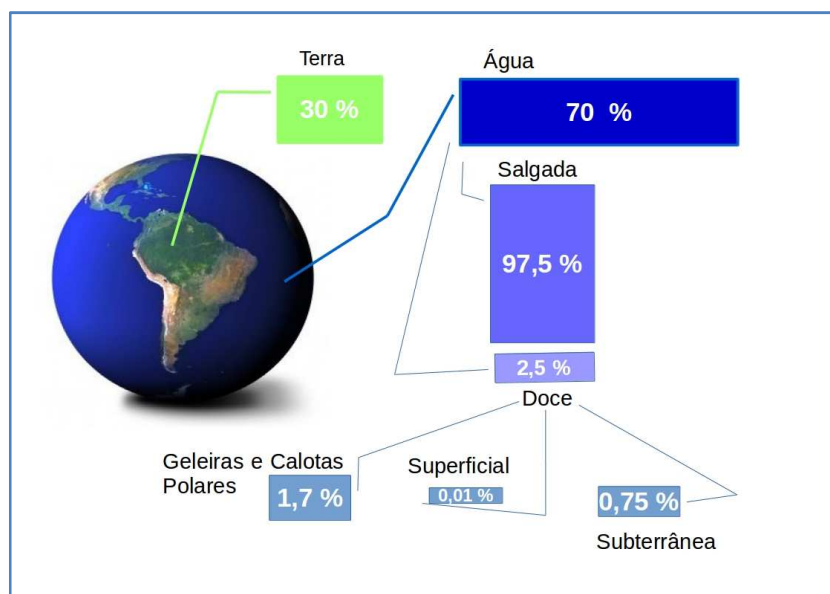 Terra
Água
30 %
70 %
Salgada
97,5 %
2,5 %
Doce
Geleiras e Calotas
Polares
1,7 %
Superficial
0,01 %
0,75 %
Subterrânea